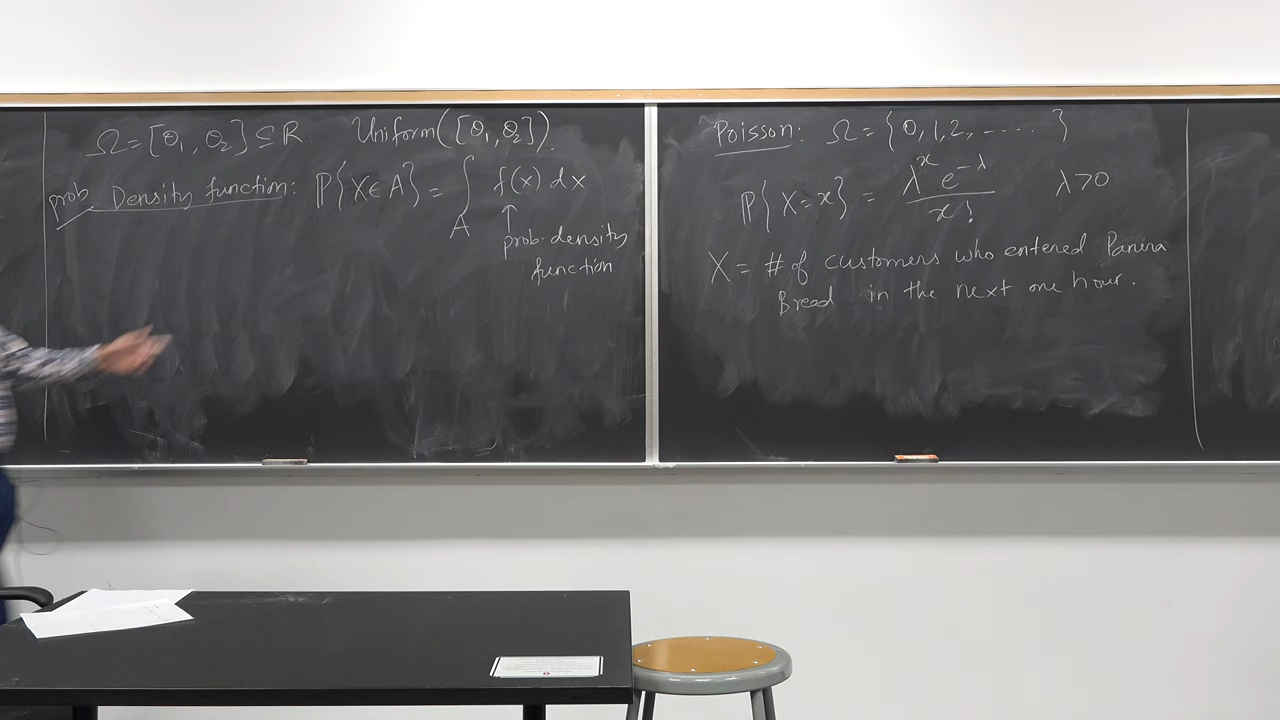 Ω = [θ₁, θ₂] ⊆ R. Uniform([θ₁, θ₂]).
prob Density function: P{X∈A} = ∫_A f(x) dx
↑
prob. density
function
Poisson: Ω = {0, 1, 2, ......}
P{X=x} = λ^x e^{-λ} / x! λ>0
X = # of customers who entered Panera
Bread in the next one hour.